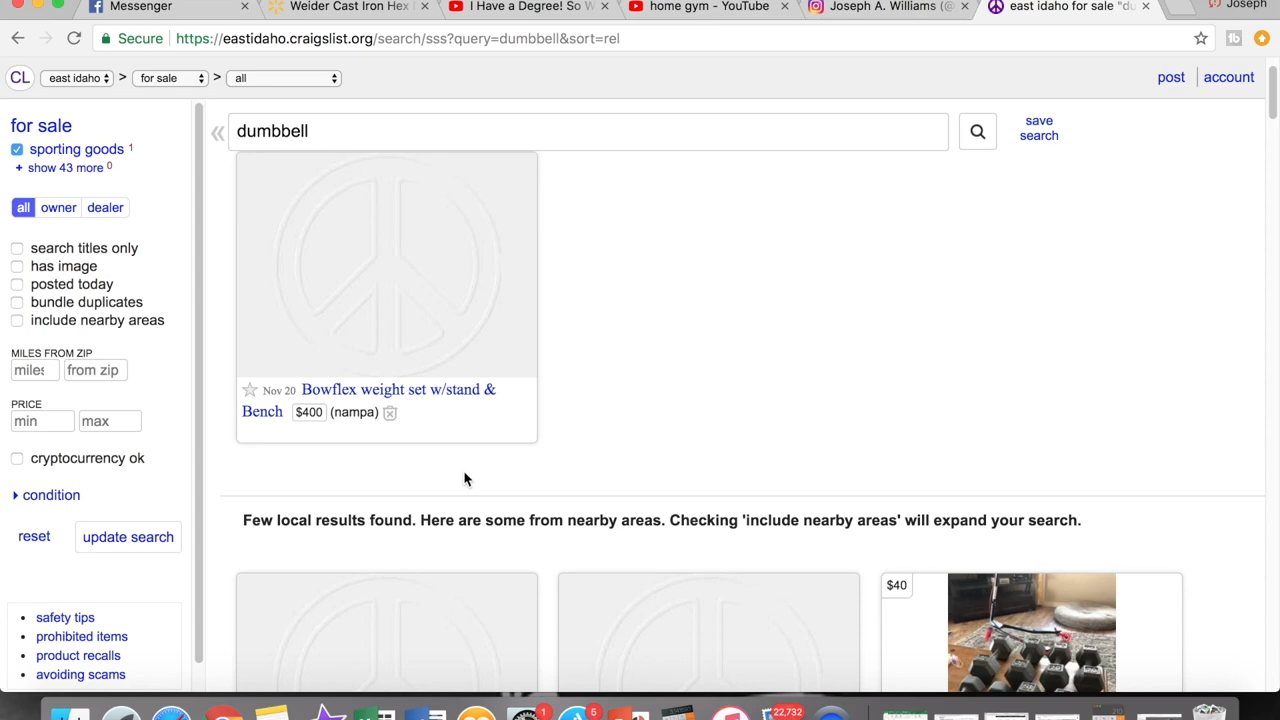 Messenger × Weider Cast Iron Hex × I Have a Degree! So W × home gym - YouTube × Joseph A. Williams (@ × east idaho for sale "du × Joseph
Secure https://eastidaho.craigslist.org/search/sss?query=dumbbell&sort=rel
CL east idaho > for sale > all post account
for sale
sporting goods 1
+ show 43 more 0
all owner dealer
search titles only
has image
posted today
bundle duplicates
include nearby areas
MILES FROM ZIP
miles from zip
PRICE
min max
cryptocurrency ok
condition
reset update search
safety tips
prohibited items
product recalls
avoiding scams
dumbbell
save
search
Nov 20 Bowflex weight set w/stand &
Bench $400 (nampa)
Few local results found. Here are some from nearby areas. Checking 'include nearby areas' will expand your search.
$40
1 5 22,732